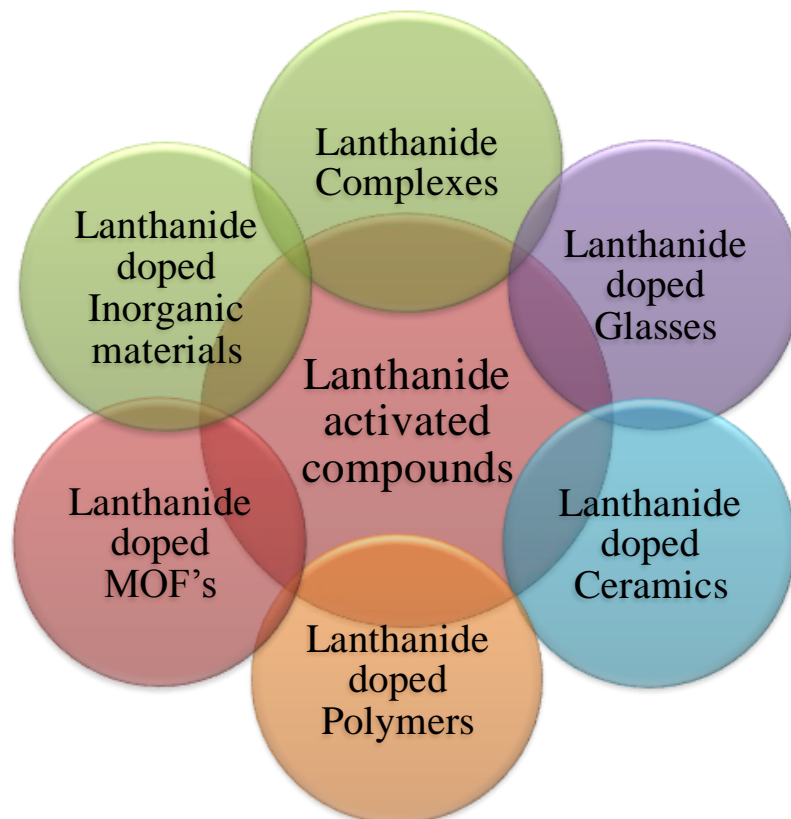 Lanthanide
Complexes
Lanthanide
doped
Inorganic
materials
Lanthanide
doped
Glasses
Lanthanide
activated
compounds
Lanthanide
doped
MOF’s
Lanthanide
doped
Ceramics
Lanthanide
doped
Polymers